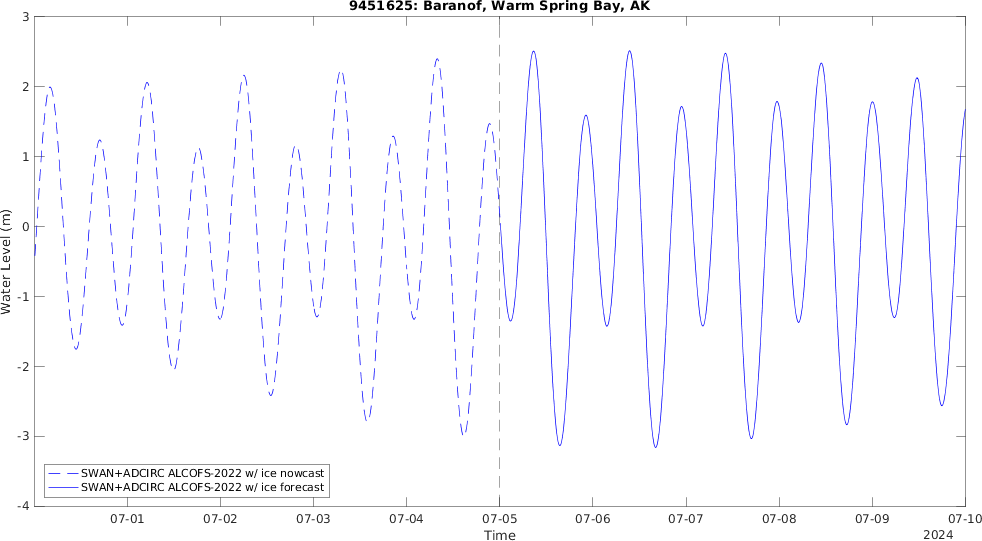 9451625: Baranof, Warm Spring Bay, AK
3
2
1
0
-1
-2
-3
-4
Water Level (m)
SWAN+ADCIRC ALCOFS-2022 w/ ice nowcast
SWAN+ADCIRC ALCOFS-2022 w/ ice forecast
07-01 07-02 07-03 07-04 07-05 07-06 07-07 07-08 07-09 07-10
Time
2024